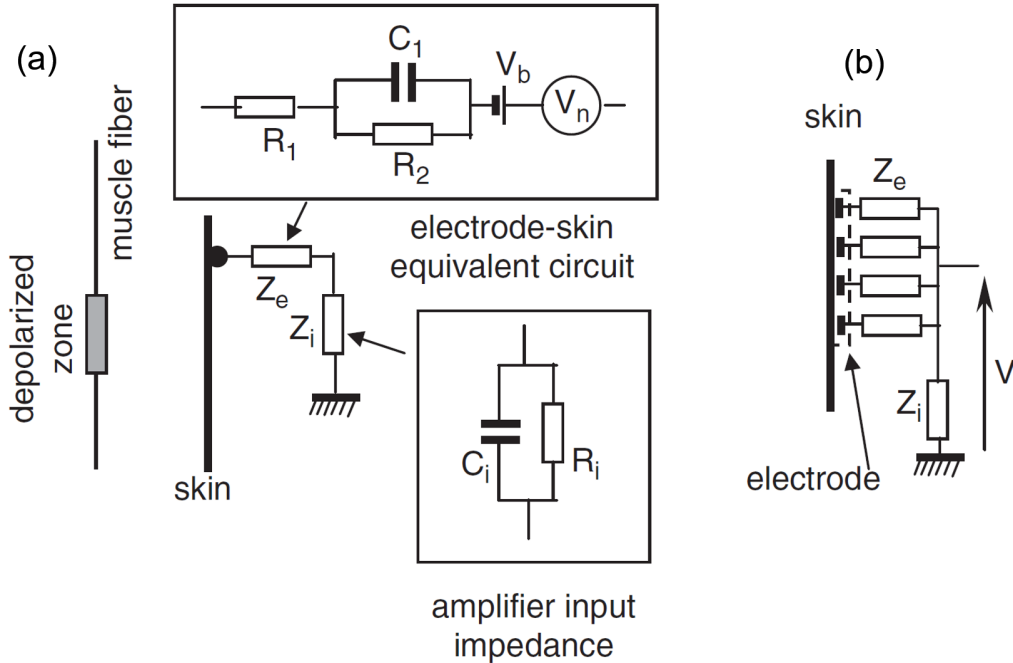 (a)
muscle fiber
depolarized
zone
C1
Vb
Vn
R1
R2
electrode-skin
equivalent circuit
Ze
Zi
skin
Ci
Ri
amplifier input
impedance
(b)
skin
Ze
Zi
V
electrode